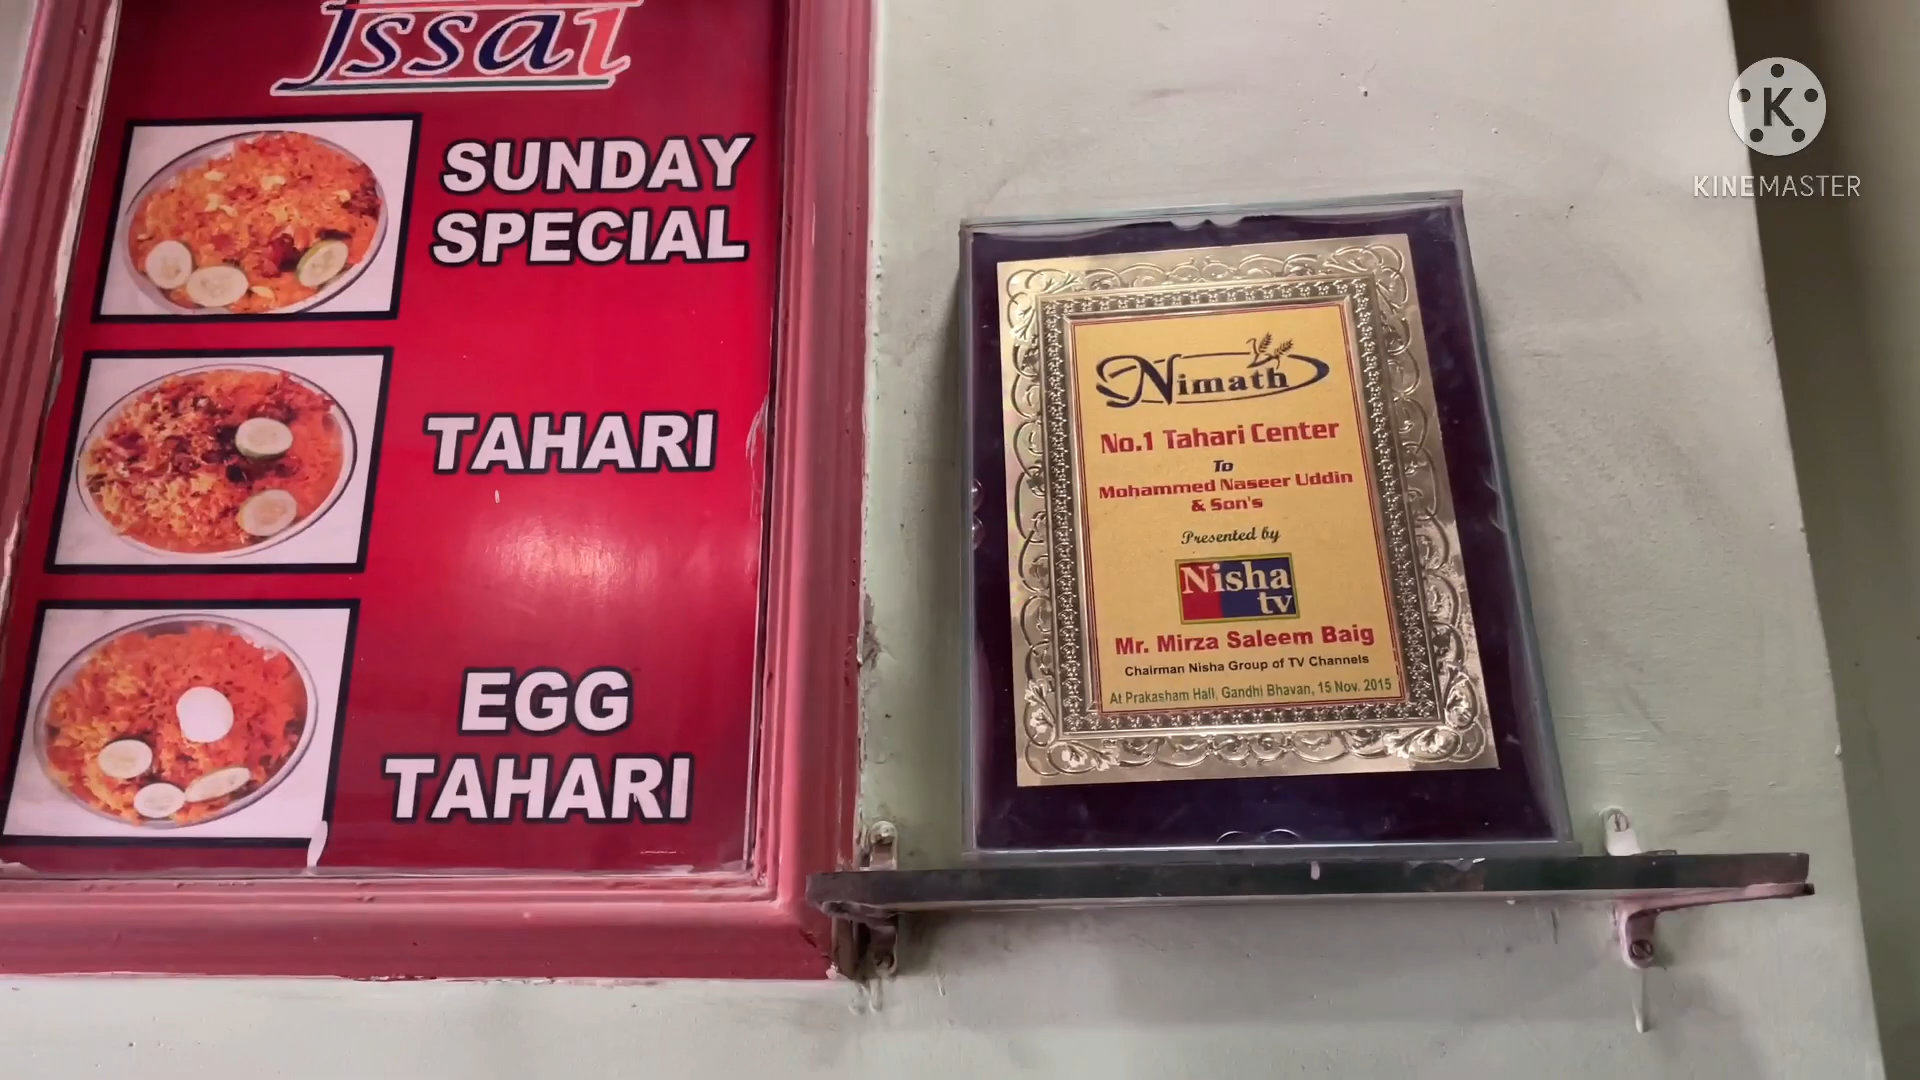 fssai
SUNDAY
SPECIAL
TAHARI
EGG
TAHARI
Nimath
No.1 Tahari Center
To
Mohammed Naseer Uddin
& Son's
Presented by
Nisha
tv
Mr. Mirza Saleem Baig
Chairman Nisha Group of TV Channels
At Prakasham Hall, Gandhi Bhavan, 15 Nov. 2015
K
KINEMASTER